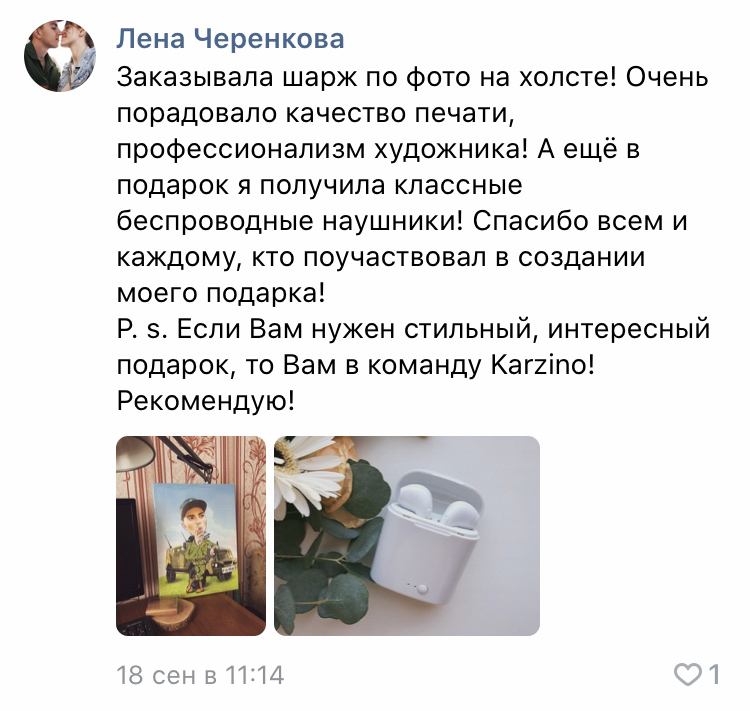 Лена Черенкова
Заказывала шарж по фото на холсте! Очень
порадовало качество печати,
профессионализм художника! А ещё в
подарок я получила классные
беспроводные наушники! Спасибо всем и
каждому, кто поучаствовал в создании
моего подарка!
P. s. Если Вам нужен стильный, интересный
подарок, то Вам в команду Karzino!
Рекомендую!
18 сен в 11:14
1